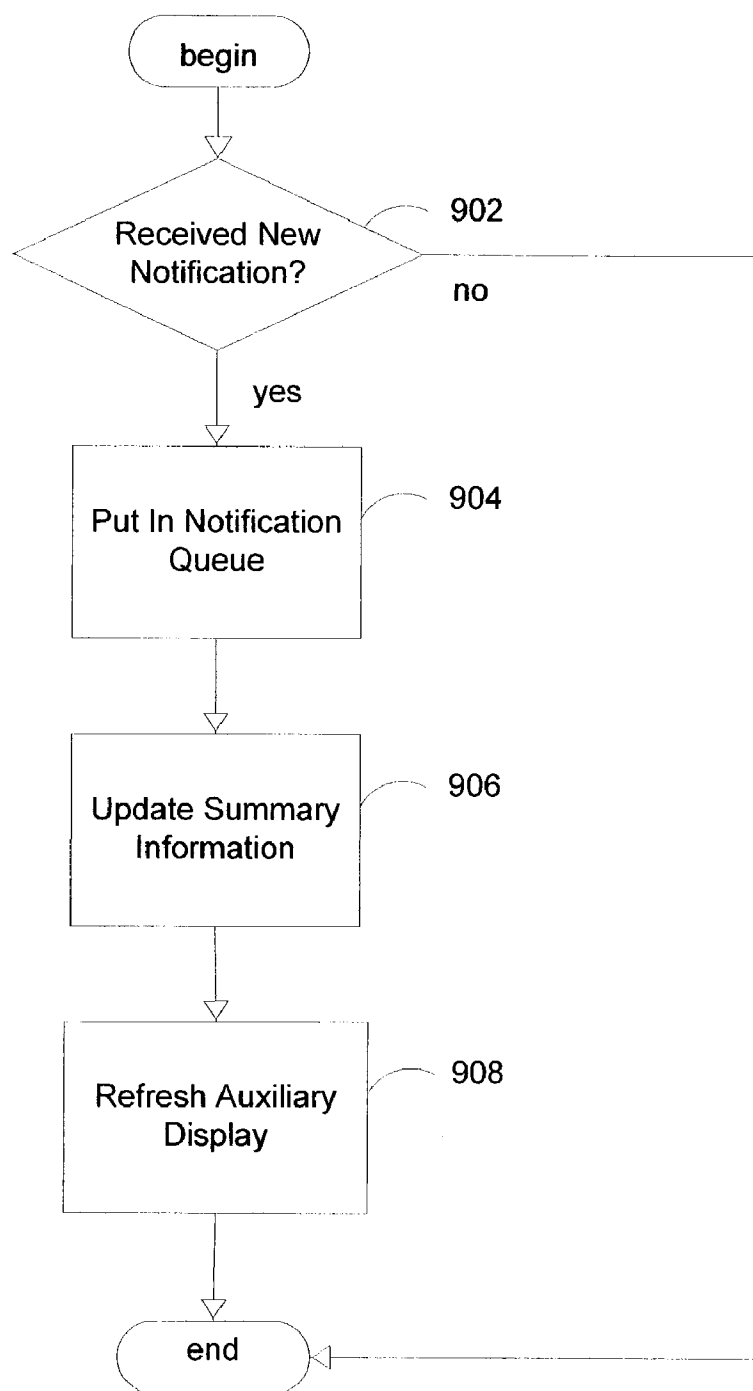 begin
Received New
Notification?
902
no
yes
Put In Notification
Queue
904
Update Summary
Information
906
Refresh Auxiliary
Display
908
end